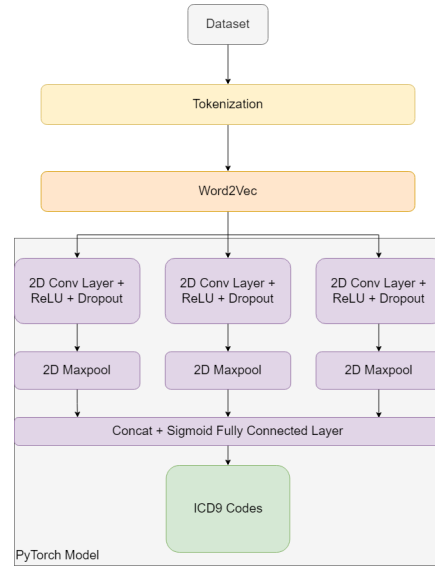 Dataset
Tokenization
Word2Vec
2D Conv Layer +
ReLU + Dropout
2D Conv Layer +
ReLU + Dropout
2D Conv Layer +
ReLU + Dropout
2D Maxpool
2D Maxpool
2D Maxpool
Concat + Sigmoid Fully Connected Layer
ICD9 Codes
PyTorch Model